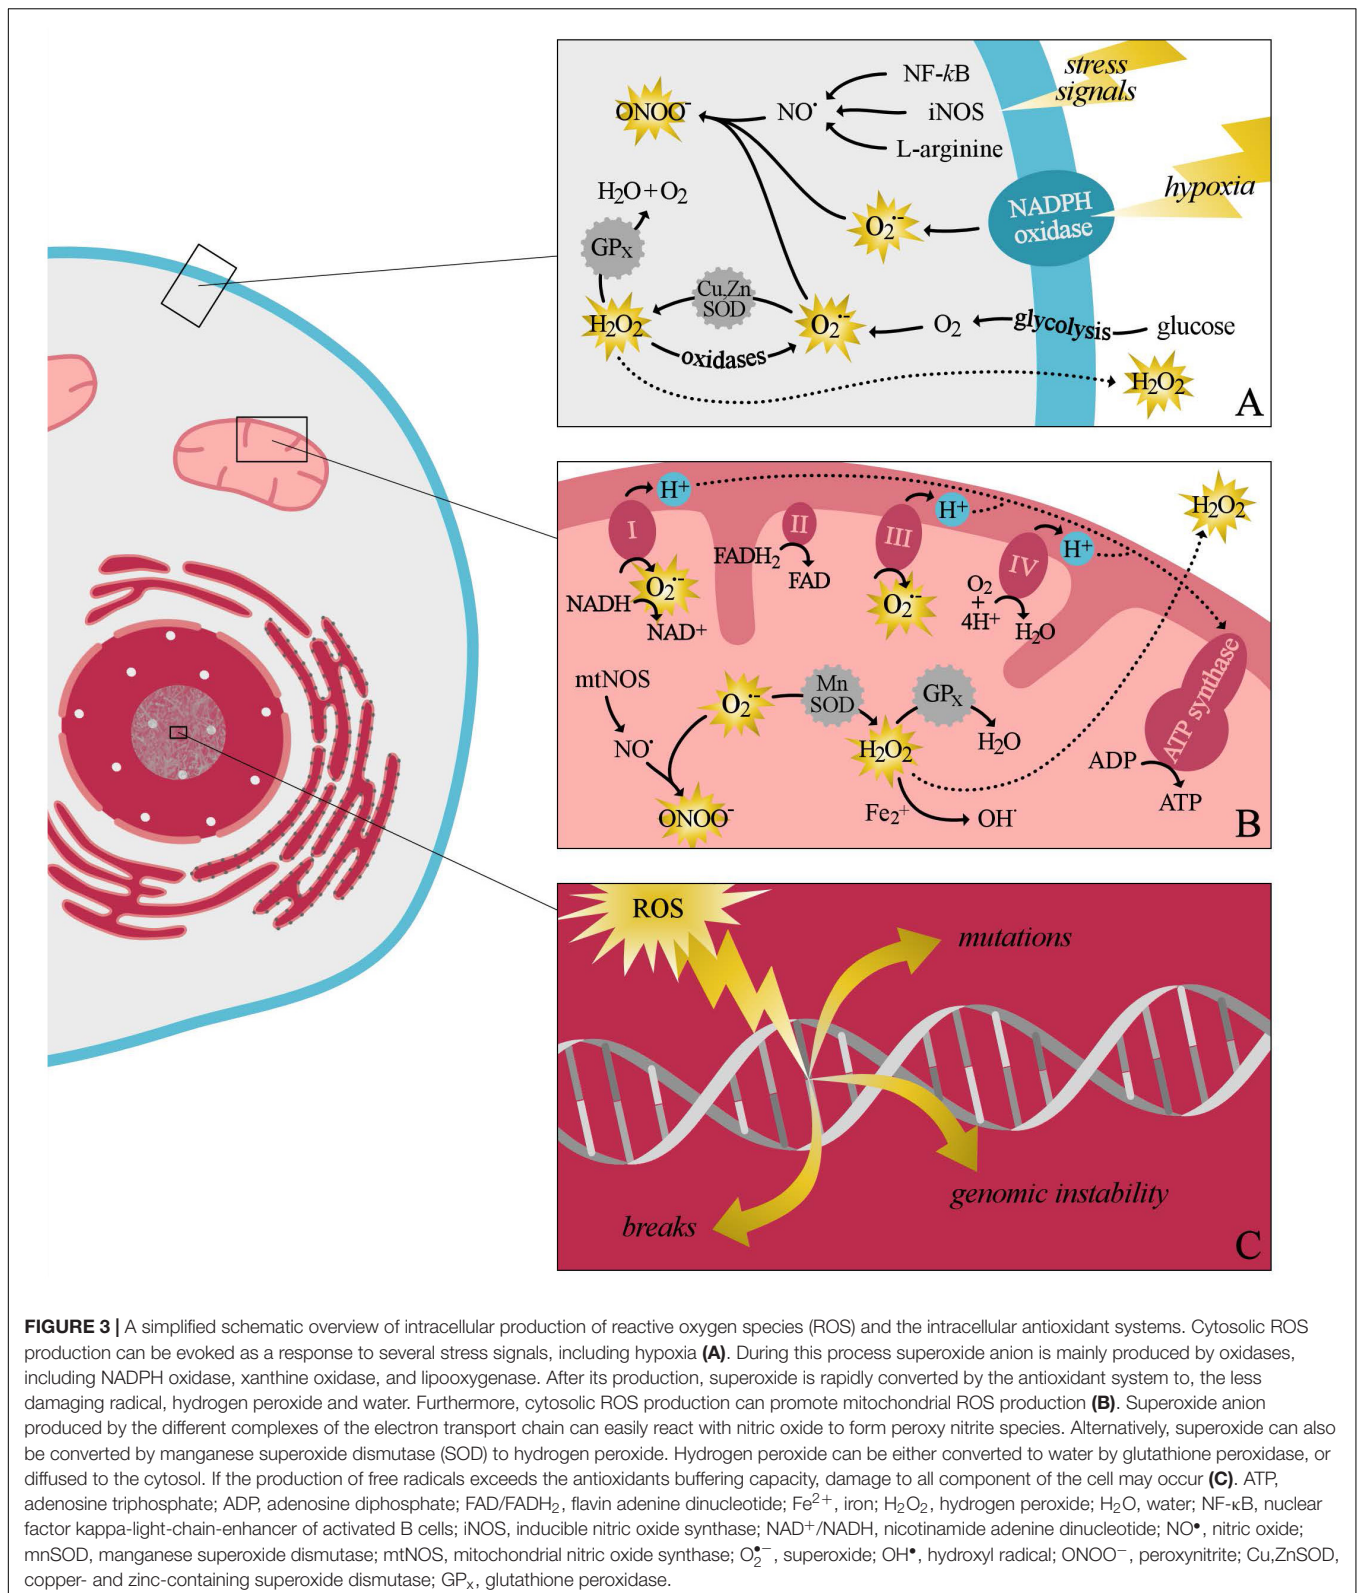 stress
signals
NF-kB
iNOS
L-arginine
NO•
ONOO⁻
hypoxia
H₂O+O₂
NADPH
oxidase
O₂•⁻
GPₓ
Cu,Zn
SOD
H₂O₂
O₂•⁻
O₂
glycolysis
glucose
oxidases
H₂O₂
A
H⁺
I
II
III
H⁺
IV
H⁺
H₂O₂
FADH₂
FAD
O₂•⁻
NADH
NAD⁺
O₂•⁻
O₂
+
4H⁺
H₂O
mtNOS
O₂•⁻
Mn
SOD
GPₓ
ATP synthase
NO•
H₂O₂
H₂O
ADP
ATP
ONOO⁻
Fe₂⁺
OH•
B
ROS
mutations
genomic instability
breaks
C
FIGURE 3 | A simplified schematic overview of intracellular production of reactive oxygen species (ROS) and the intracellular antioxidant systems. Cytosolic ROS
production can be evoked as a response to several stress signals, including hypoxia (A). During this process superoxide anion is mainly produced by oxidases,
including NADPH oxidase, xanthine oxidase, and lipooxygenase. After its production, superoxide is rapidly converted by the antioxidant system to, the less
damaging radical, hydrogen peroxide and water. Furthermore, cytosolic ROS production can promote mitochondrial ROS production (B). Superoxide anion
produced by the different complexes of the electron transport chain can easily react with nitric oxide to form peroxy nitrite species. Alternatively, superoxide can also
be converted by manganese superoxide dismutase (SOD) to hydrogen peroxide. Hydrogen peroxide can be either converted to water by glutathione peroxidase, or
diffused to the cytosol. If the production of free radicals exceeds the antioxidants buffering capacity, damage to all component of the cell may occur (C). ATP,
adenosine triphosphate; ADP, adenosine diphosphate; FAD/FADH₂, flavin adenine dinucleotide; Fe²⁺, iron; H₂O₂, hydrogen peroxide; H₂O, water; NF-κB, nuclear
factor kappa-light-chain-enhancer of activated B cells; iNOS, inducible nitric oxide synthase; NAD⁺/NADH, nicotinamide adenine dinucleotide; NO•, nitric oxide;
mnSOD, manganese superoxide dismutase; mtNOS, mitochondrial nitric oxide synthase; O₂•⁻, superoxide; OH•, hydroxyl radical; ONOO⁻, peroxynitrite; Cu,ZnSOD,
copper- and zinc-containing superoxide dismutase; GPₓ, glutathione peroxidase.